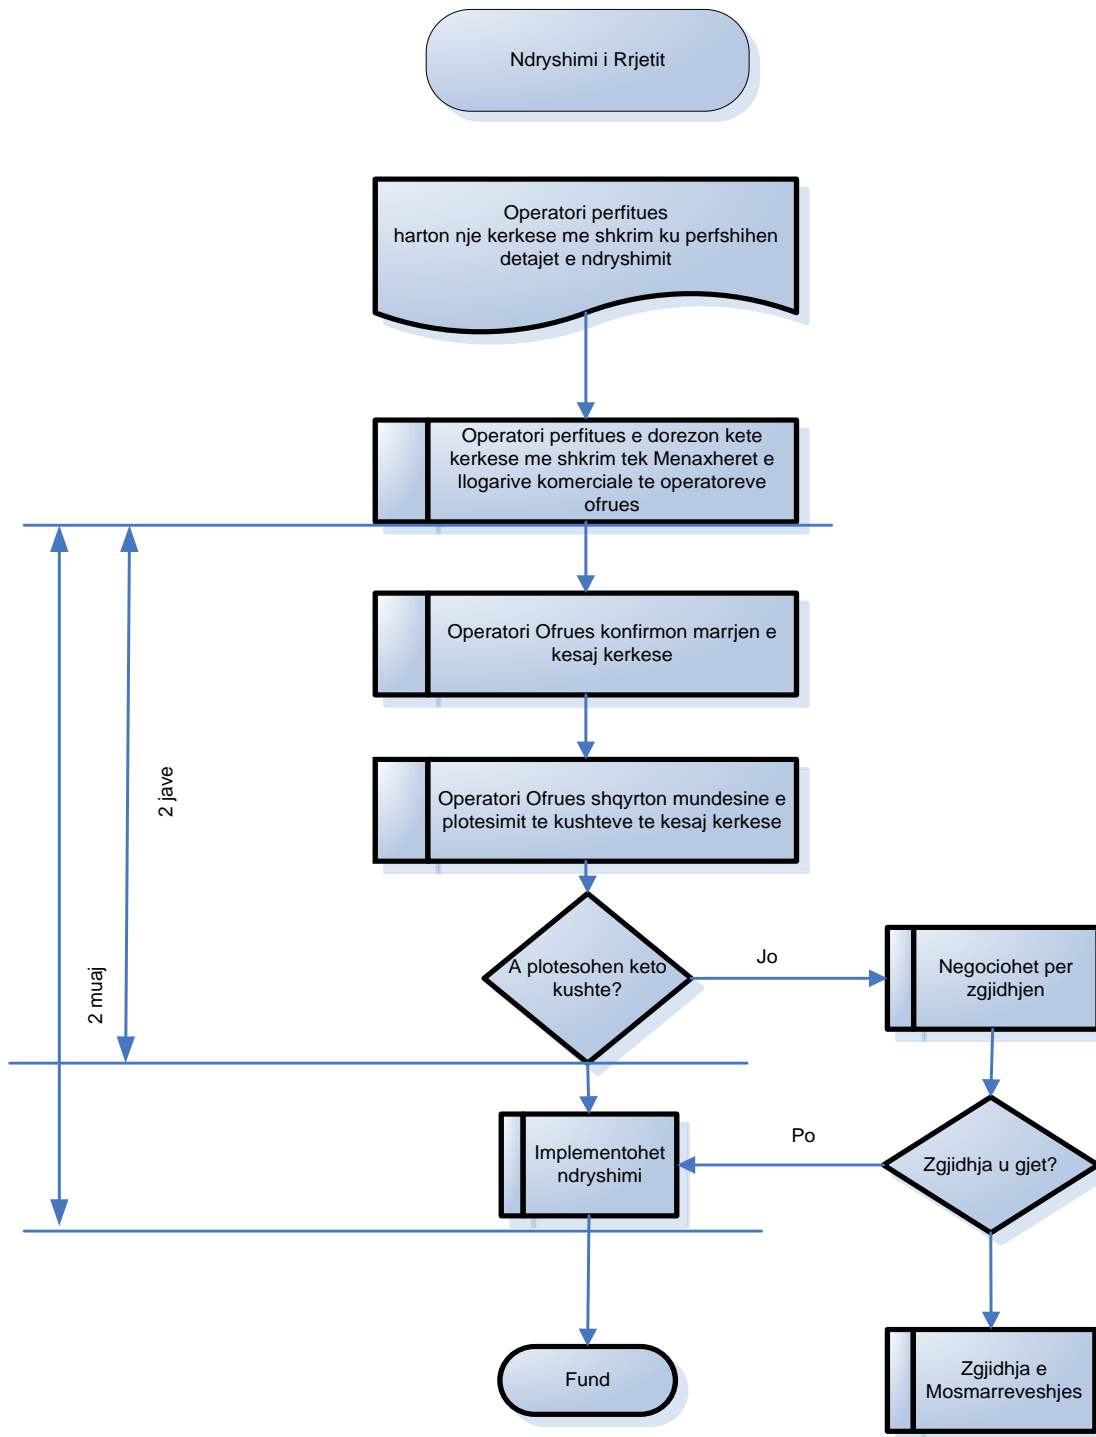 Ndryshimi i Rrjetit
Operatori perfitues
harton nje kerkese me shkrim ku perfshihen
detajet e ndryshimit
Operatori perfitues e dorezon kete
kerkese me shkrim tek Menaxheret e
llogarive komerciale te operatoreve
ofrues
Operatori Ofrues konfirmon marrjen e
kesaj kerkese
2 jave
Operatori Ofrues shqyrton mundesine e
plotesimit te kushteve te kesaj kerkese
2 muaj
A plotesohen keto
kushte?
Jo
Negociohet per
zgjidhjen
Implementohet
ndryshimi
Po
Zgjidhja u gjet?
Fund
Zgjidhja e
Mosmarreveshjes